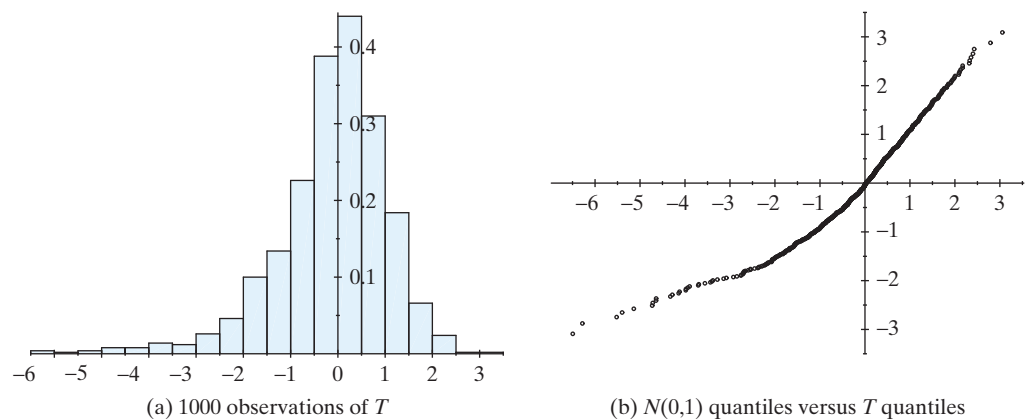 0.4
0.3
0.2
0.1
−6 −5 −4 −3 −2 −1 0 1 2 3
(a) 1000 observations of T
3
2
1
−6 −5 −4 −3 −2 −1 1 2 3
−1
−2
−3
(b) N(0,1) quantiles versus T quantiles